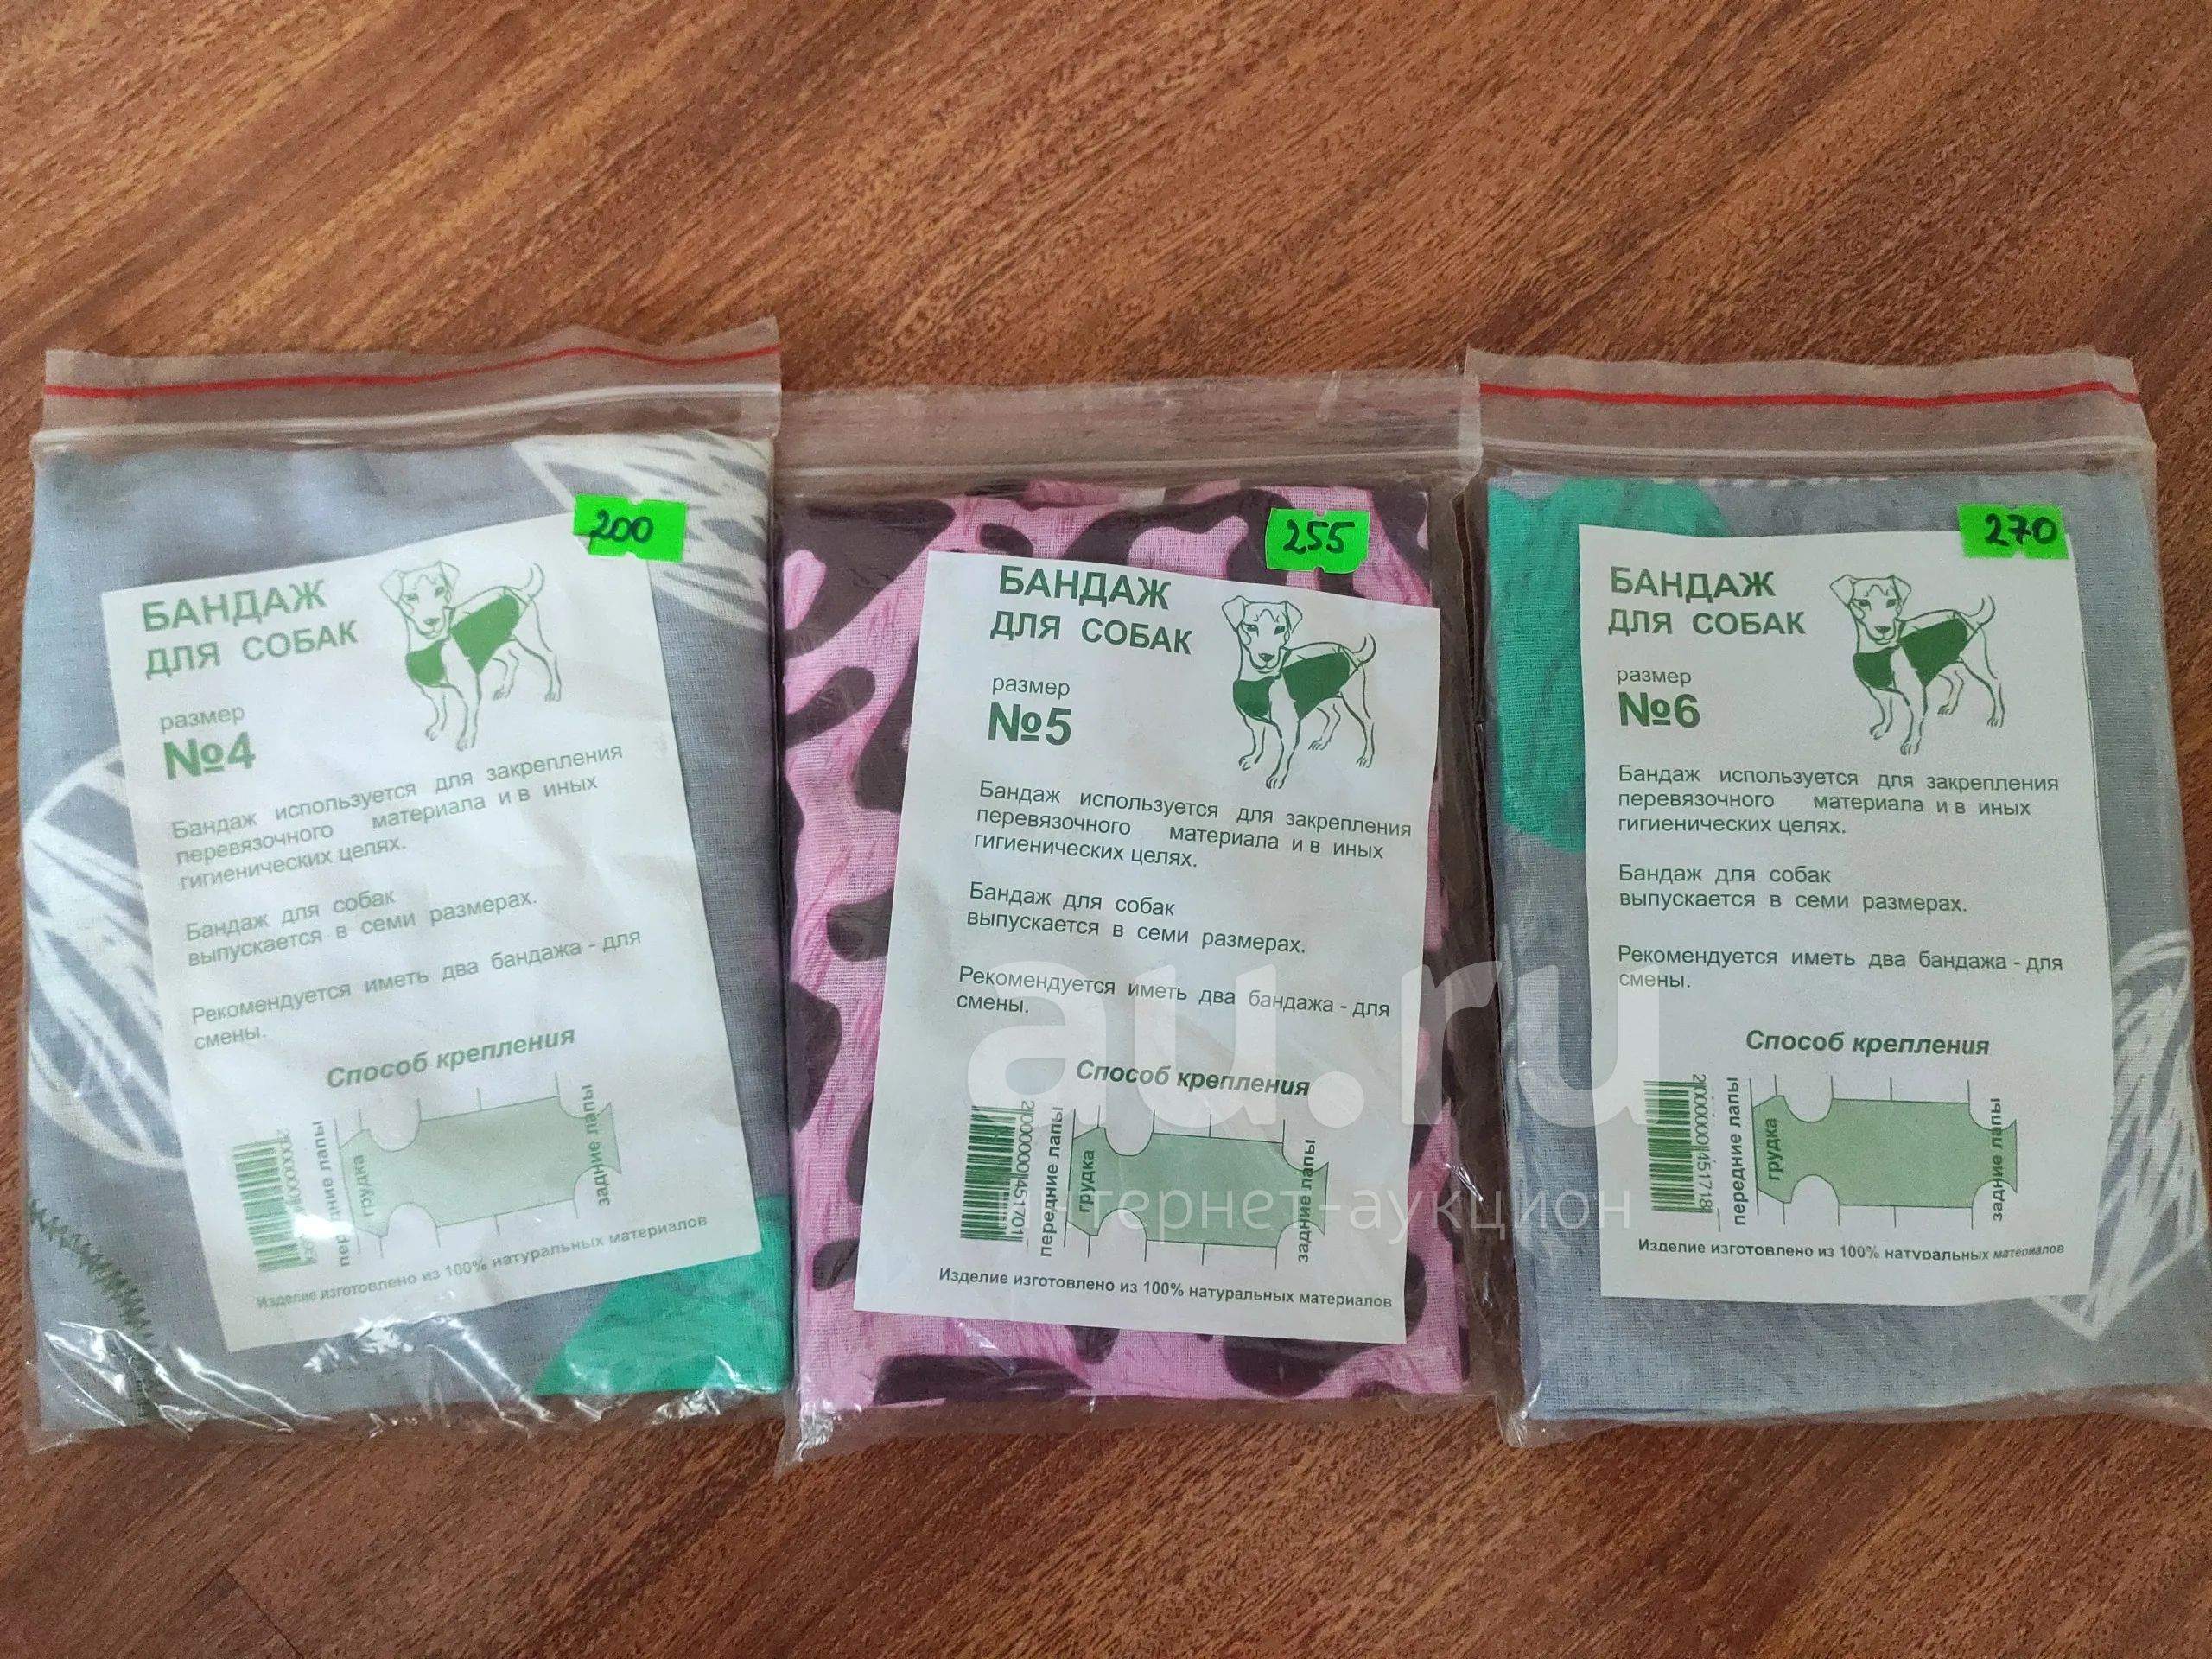 200
БАНДАЖ
ДЛЯ СОБАК
размер
№4
Бандаж используется для закрепления
перевязочного материала и в иных
гигиенических целях.
Бандаж для собак
выпускается в семи размерах.
Рекомендуется иметь два бандажа - для
смены.
Способ крепления
передние лапы
грудка
задние лапы
Изделие изготовлено из 100% натуральных материалов
255
БАНДАЖ
ДЛЯ СОБАК
размер
№5
Бандаж используется для закрепления
перевязочного материала и в иных
гигиенических целях.
Бандаж для собак
выпускается в семи размерах.
Рекомендуется иметь два бандажа - для
смены.
Способ крепления
передние лапы
грудка
задние лапы
Изделие изготовлено из 100% натуральных материалов
270
БАНДАЖ
ДЛЯ СОБАК
размер
№6
Бандаж используется для закрепления
перевязочного материала и в иных
гигиенических целях.
Бандаж для собак
выпускается в семи размерах.
Рекомендуется иметь два бандажа - для
смены.
Способ крепления
передние лапы
грудка
задние лапы
Изделие изготовлено из 100% натуральных материалов
au.ru
интернет-аукцион